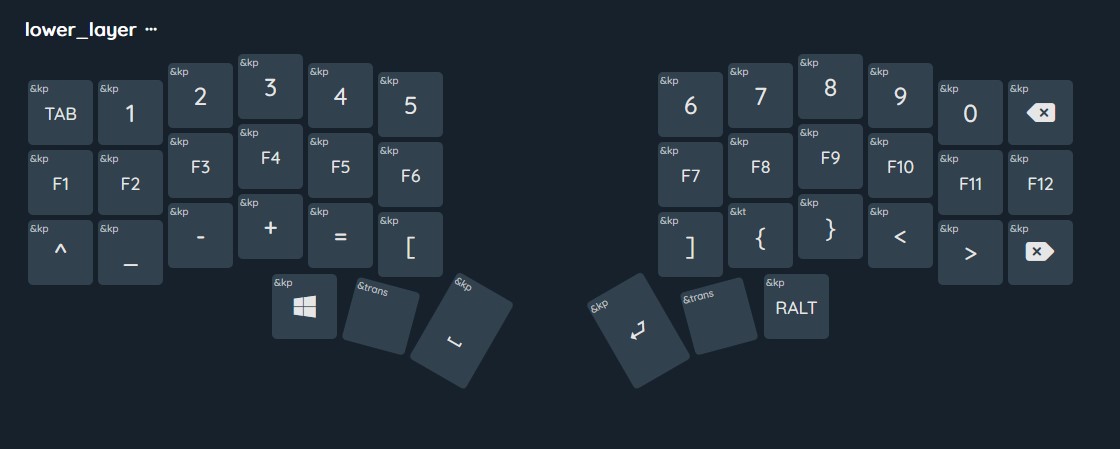 lower_layer ···
&kp TAB &kp 1 &kp 2 &kp 3 &kp 4 &kp 5 &kp 6 &kp 7 &kp 8 &kp 9 &kp 0 &kp
&kp F1 &kp F2 &kp F3 &kp F4 &kp F5 &kp F6 &kp F7 &kp F8 &kp F9 &kp F10 &kp F11 &kp F12
&kp ^ &kp _ &kp - &kp + &kp = &kp [ &kp ] &kt { &kp } &kp < &kp > &kp
&kp &trans &kp &kp &trans &kp RALT